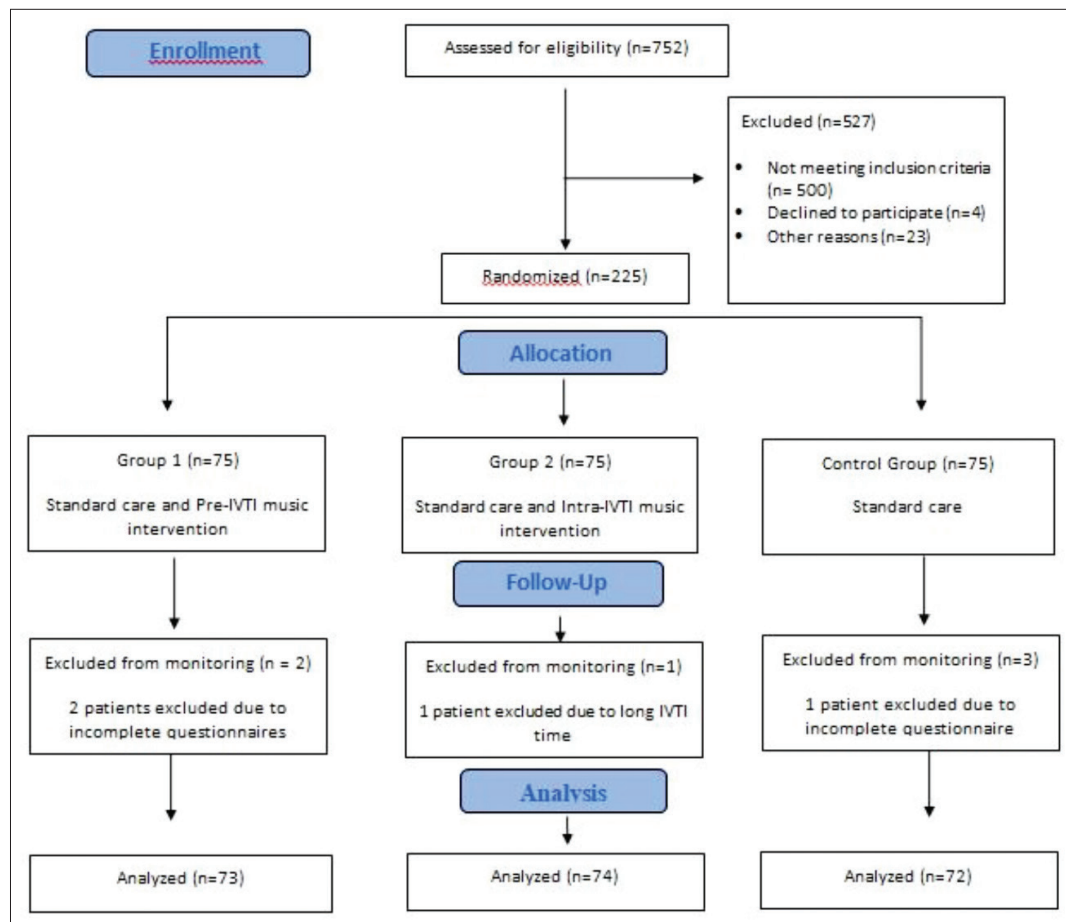 Enrollment
Assessed for eligibility (n=752)
Excluded (n=527)
• Not meeting inclusion criteria
(n= 500)
• Declined to participate (n=4)
• Other reasons (n=23)
Randomized (n=225)
Allocation
Group 1 (n=75)
Standard care and Pre-IVTI music
intervention
Group 2 (n=75)
Standard care and Intra-IVTI music
intervention
Control Group (n=75)
Standard care
Follow-Up
Excluded from monitoring (n = 2)
2 patients excluded due to
incomplete questionnaires
Excluded from monitoring (n=1)
1 patient excluded due to long IVTI
time
Excluded from monitoring (n=3)
1 patient excluded due to
incomplete questionnaire
Analysis
Analyzed (n=73)
Analyzed (n=74)
Analyzed (n=72)